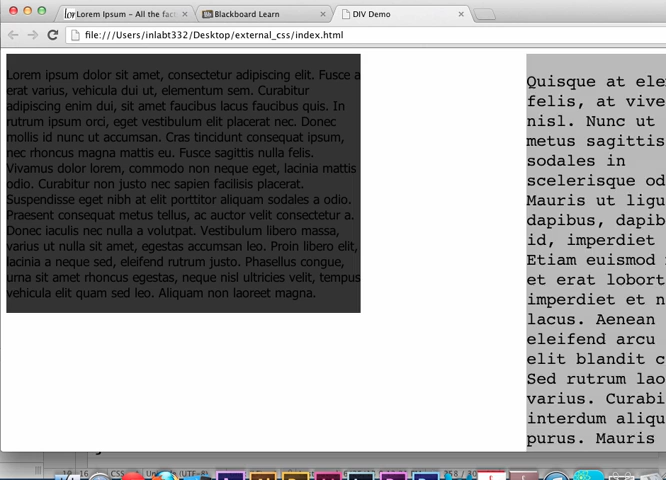 Lorem Ipsum - All the fact
Blackboard Learn
DIV Demo
file:///Users/inlabt332/Desktop/external_css/index.html
Lorem ipsum dolor sit amet, consectetur adipiscing elit. Fusce a
erat varius, vehicula dui ut, elementum sem. Curabitur
adipiscing enim dui, sit amet faucibus lacus faucibus quis. In
rutrum ipsum orci, eget vestibulum elit placerat nec. Donec
mollis id nunc ut accumsan. Cras tincidunt consequat ipsum,
nec rhoncus magna mattis eu. Fusce sagittis nulla felis.
Vivamus dolor lorem, commodo non neque eget, lacinia mattis
odio. Curabitur non justo nec sapien facilisis placerat.
Suspendisse eget nibh at elit porttitor aliquam sodales a odio.
Praesent consequat metus tellus, ac auctor velit consectetur a.
Donec iaculis nec nulla a volutpat. Vestibulum libero massa,
varius ut nulla sit amet, egestas accumsan leo. Proin libero elit,
lacinia a neque sed, eleifend rutrum justo. Phasellus congue,
urna sit amet rhoncus egestas, neque nisl ultricies velit, tempus
vehicula elit quam sed leo. Aliquam non laoreet magna.
Quisque at ele
felis, at vive
nisl. Nunc ut
metus sagittis
sodales in
scelerisque od
Mauris ut ligu
dapibus, dapib
id, imperdiet
Etiam euismod
et erat lobort
imperdiet et n
lacus. Aenean
eleifend arcu
elit blandit c
Sed rutrum lao
varius. Curabi
interdum aliqu
purus. Mauris